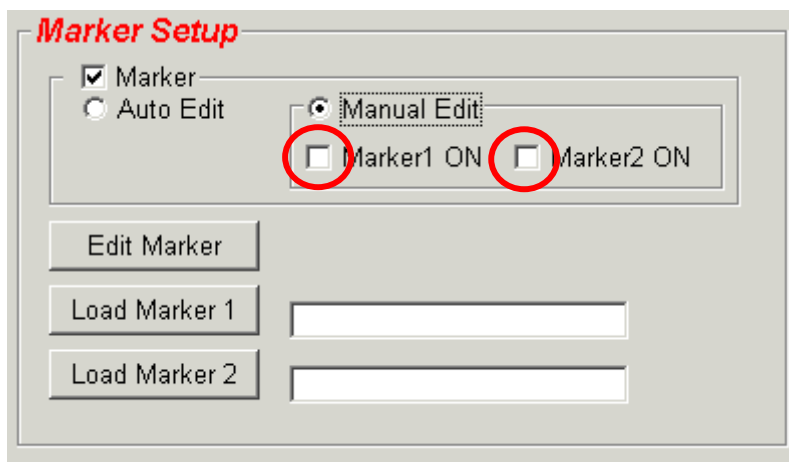 Marker Setup
Marker
Auto Edit
Manual Edit
Marker1 ON
Marker2 ON
Edit Marker
Load Marker 1
Load Marker 2